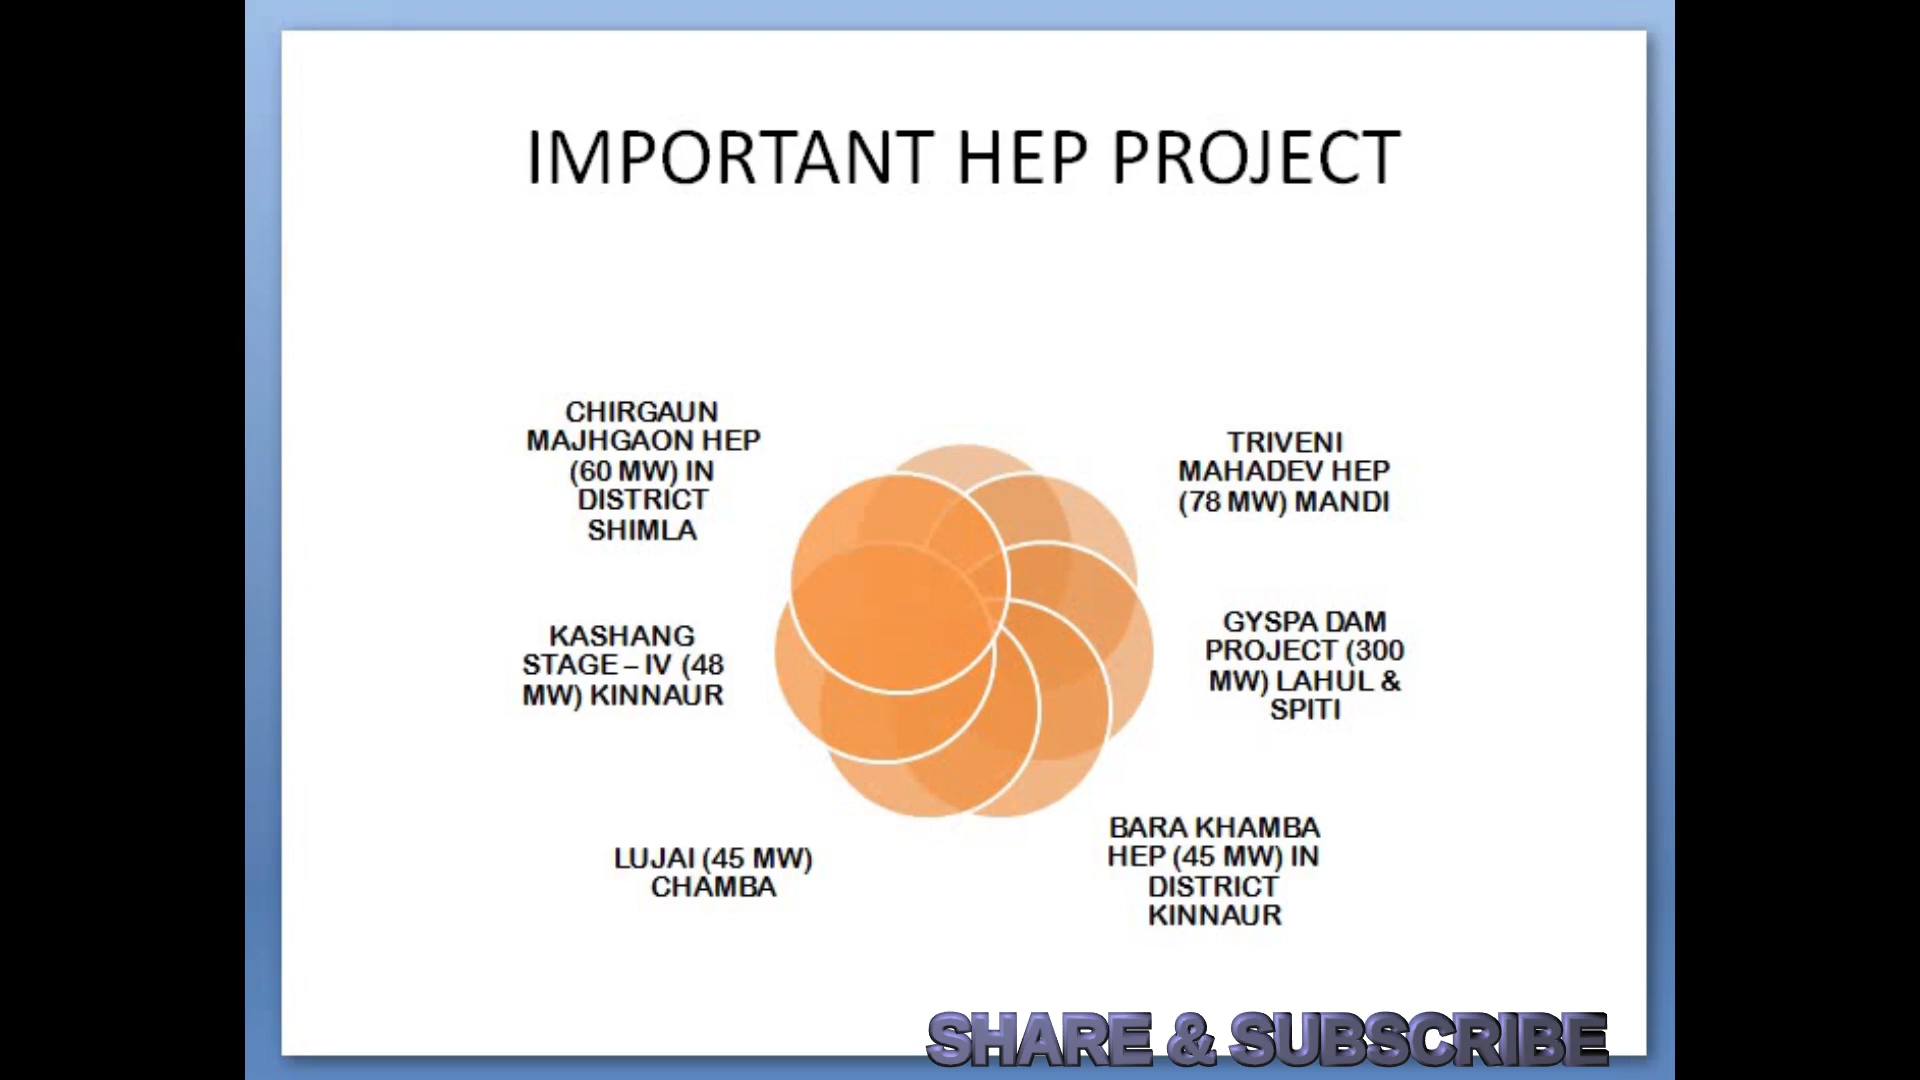 IMPORTANT HEP PROJECT
CHIRGAUN
MAJHGAON HEP
(60 MW) IN
DISTRICT
SHIMLA
TRIVENI
MAHADEV HEP
(78 MW) MANDI
KASHANG
STAGE – IV (48
MW) KINNAUR
GYSPA DAM
PROJECT (300
MW) LAHUL &
SPITI
LUJAI (45 MW)
CHAMBA
BARA KHAMBA
HEP (45 MW) IN
DISTRICT
KINNAUR
SHARE & SUBSCRIBE